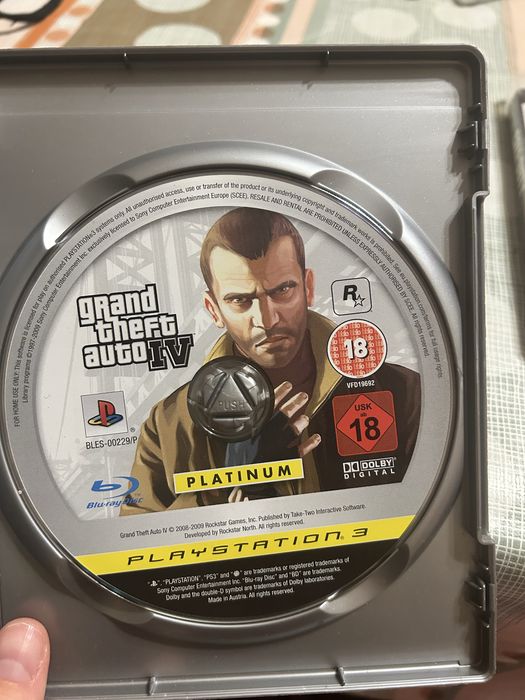 FOR HOME USE ONLY: This software is licensed for play on authorised PLAYSTATION®3 systems only. All unauthorised access, use or transfer of the product or its underlying copyright and trademark works is prohibited. See eu.playstation.com/terms for full usage rights
Library programs ©1997-2009 Sony Computer Entertainment Inc. exclusively licensed to Sony Computer Entertainment Europe (SCEE). RESALE AND RENTAL ARE PROHIBITED UNLESS EXPRESSLY AUTHORISED BY SCEE.
grand
theft
auto IV
R
18
VFD19692
PUSH
BLES-00229/P
USK
ab
18
Blu-ray Disc
PLATINUM
DOLBY
DIGITAL
Grand Theft Auto IV © 2008-2009 Rockstar Games, Inc. Published by Take-Two Interactive Software.
Developed by Rockstar North. All rights reserved.
PLAYSTATION® 3
"PLAYSTATION", "PS3" and " " are trademarks or registered trademarks of
Sony Computer Entertainment Inc. "Blu-ray Disc" and "BD" are trademarks.
Dolby and the double-D symbol are trademarks of Dolby laboratories.
Made in Austria. All rights reserved.